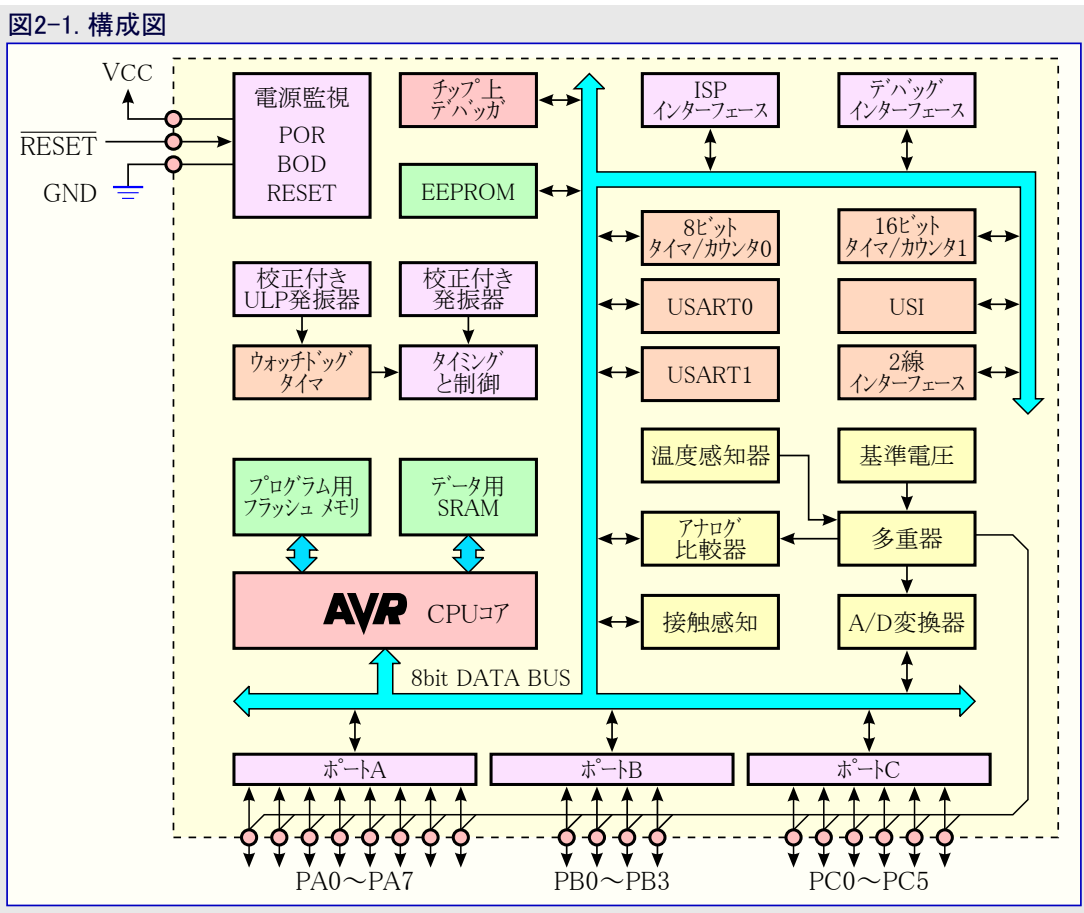 図2-1. 構成図
VCC
RESET
GND
電源監視
POR
BOD
RESET
チップ上
デバッガ
ISP
インターフェース
デバッグ
インターフェース
EEPROM
8ビット
タイマ/カウンタ0
16ビット
タイマ/カウンタ1
校正付き
ULP発振器
校正付き
発振器
USART0
USI
ウォッチドッグ
タイマ
タイミング
と制御
USART1
2線
インターフェース
温度感知器
基準電圧
プログラム用
フラッシュ メモリ
データ用
SRAM
アナログ
比較器
多重器
AVR CPUコア
接触感知
A/D変換器
8bit DATA BUS
ポートA
ポートB
ポートC
PA0～PA7
PB0～PB3
PC0～PC5